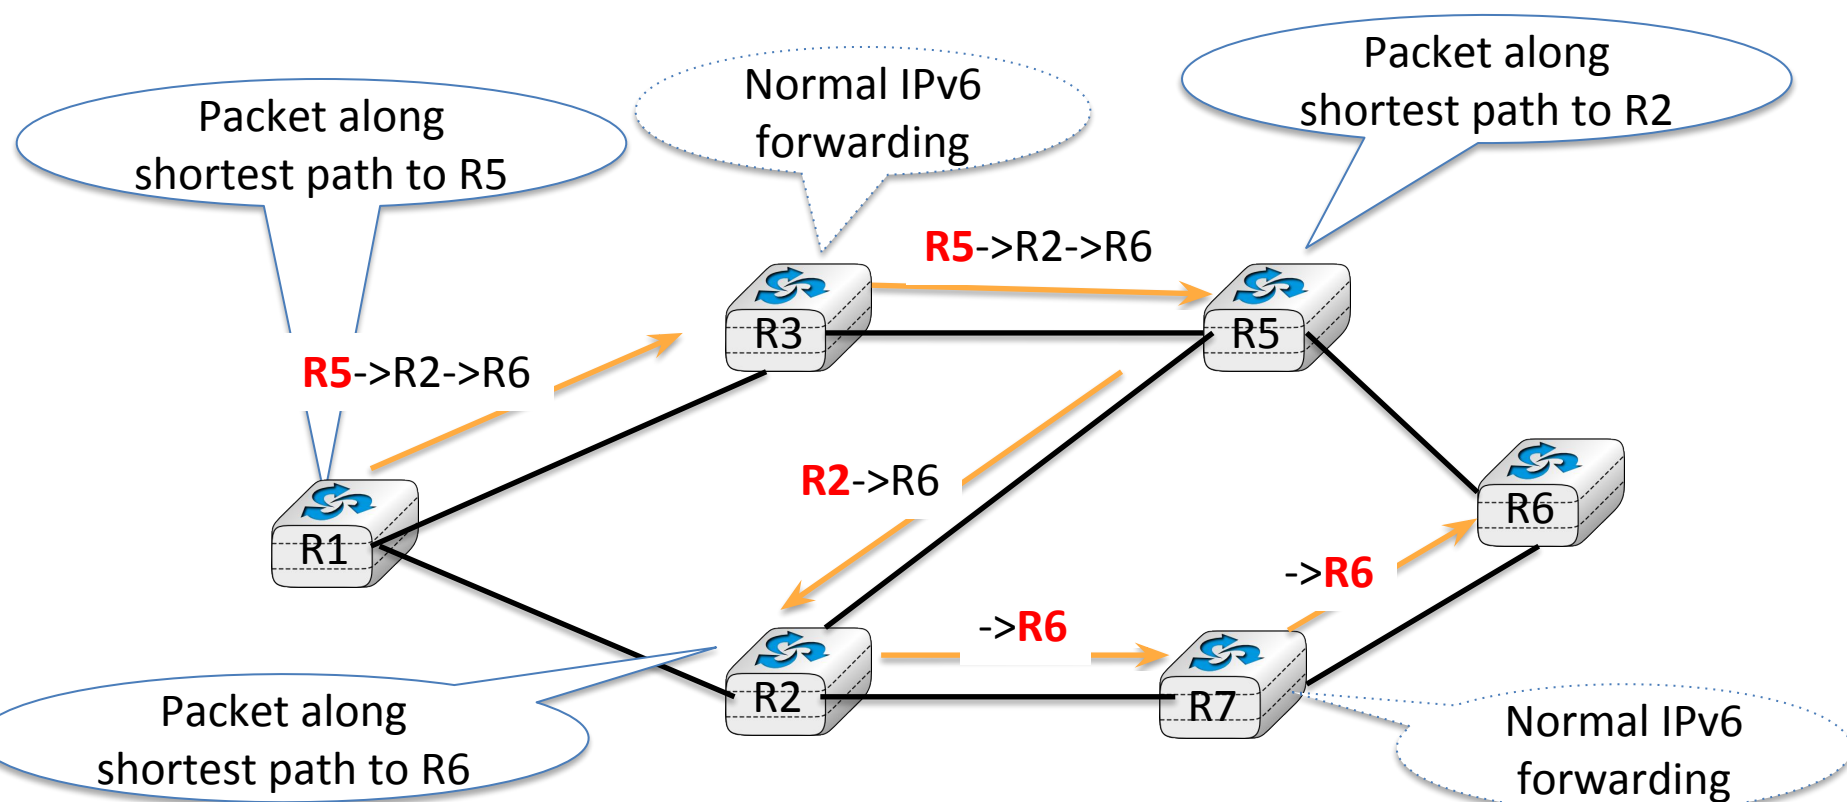 Packet along
shortest path to R5
Normal IPv6
forwarding
Packet along
shortest path to R2
R5->R2->R6
R3
R5
R5->R2->R6
R2->R6
R6
R1
->R6
->R6
R2
R7
Packet along
shortest path to R6
Normal IPv6
forwarding